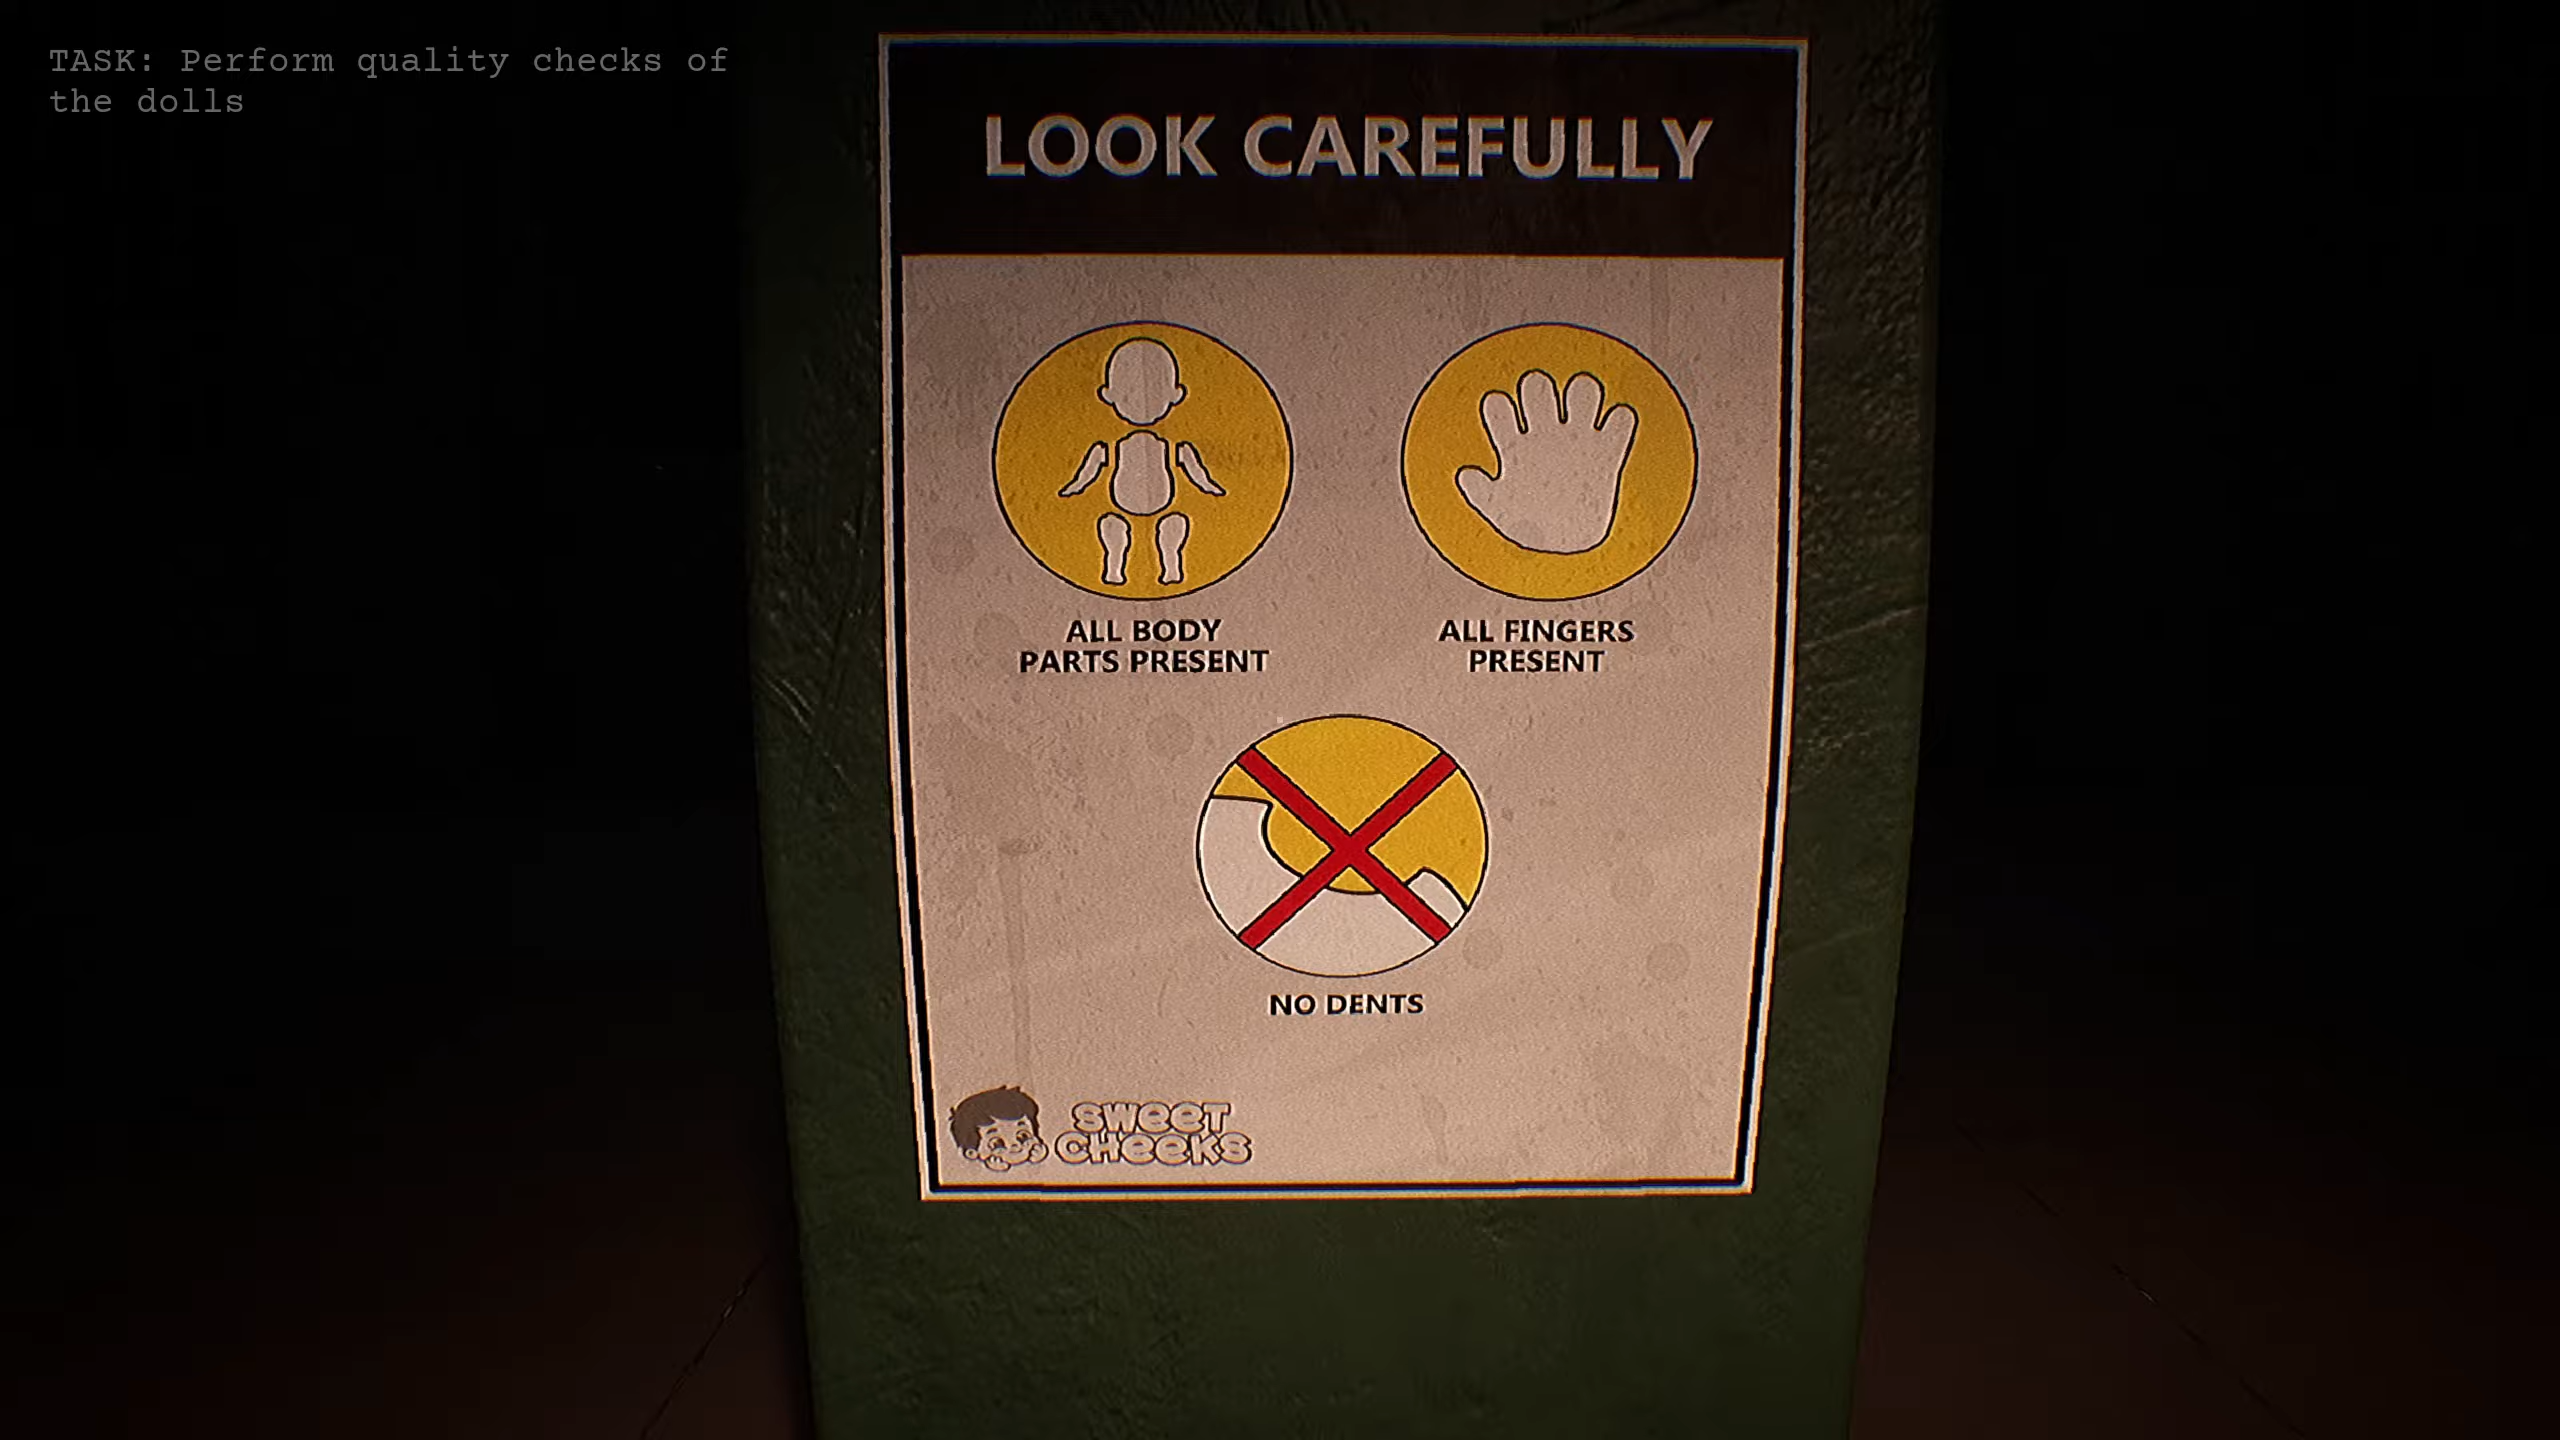 TASK: Perform quality checks of
the dolls
LOOK CAREFULLY
ALL BODY
PARTS PRESENT
ALL FINGERS
PRESENT
NO DENTS
SWEET
CHEEKS